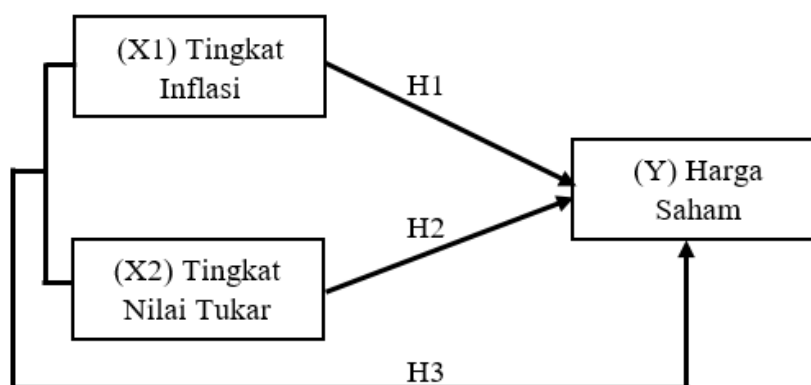 (X1) Tingkat
Inflasi
H1
(Y) Harga
Saham
H2
(X2) Tingkat
Nilai Tukar
H3